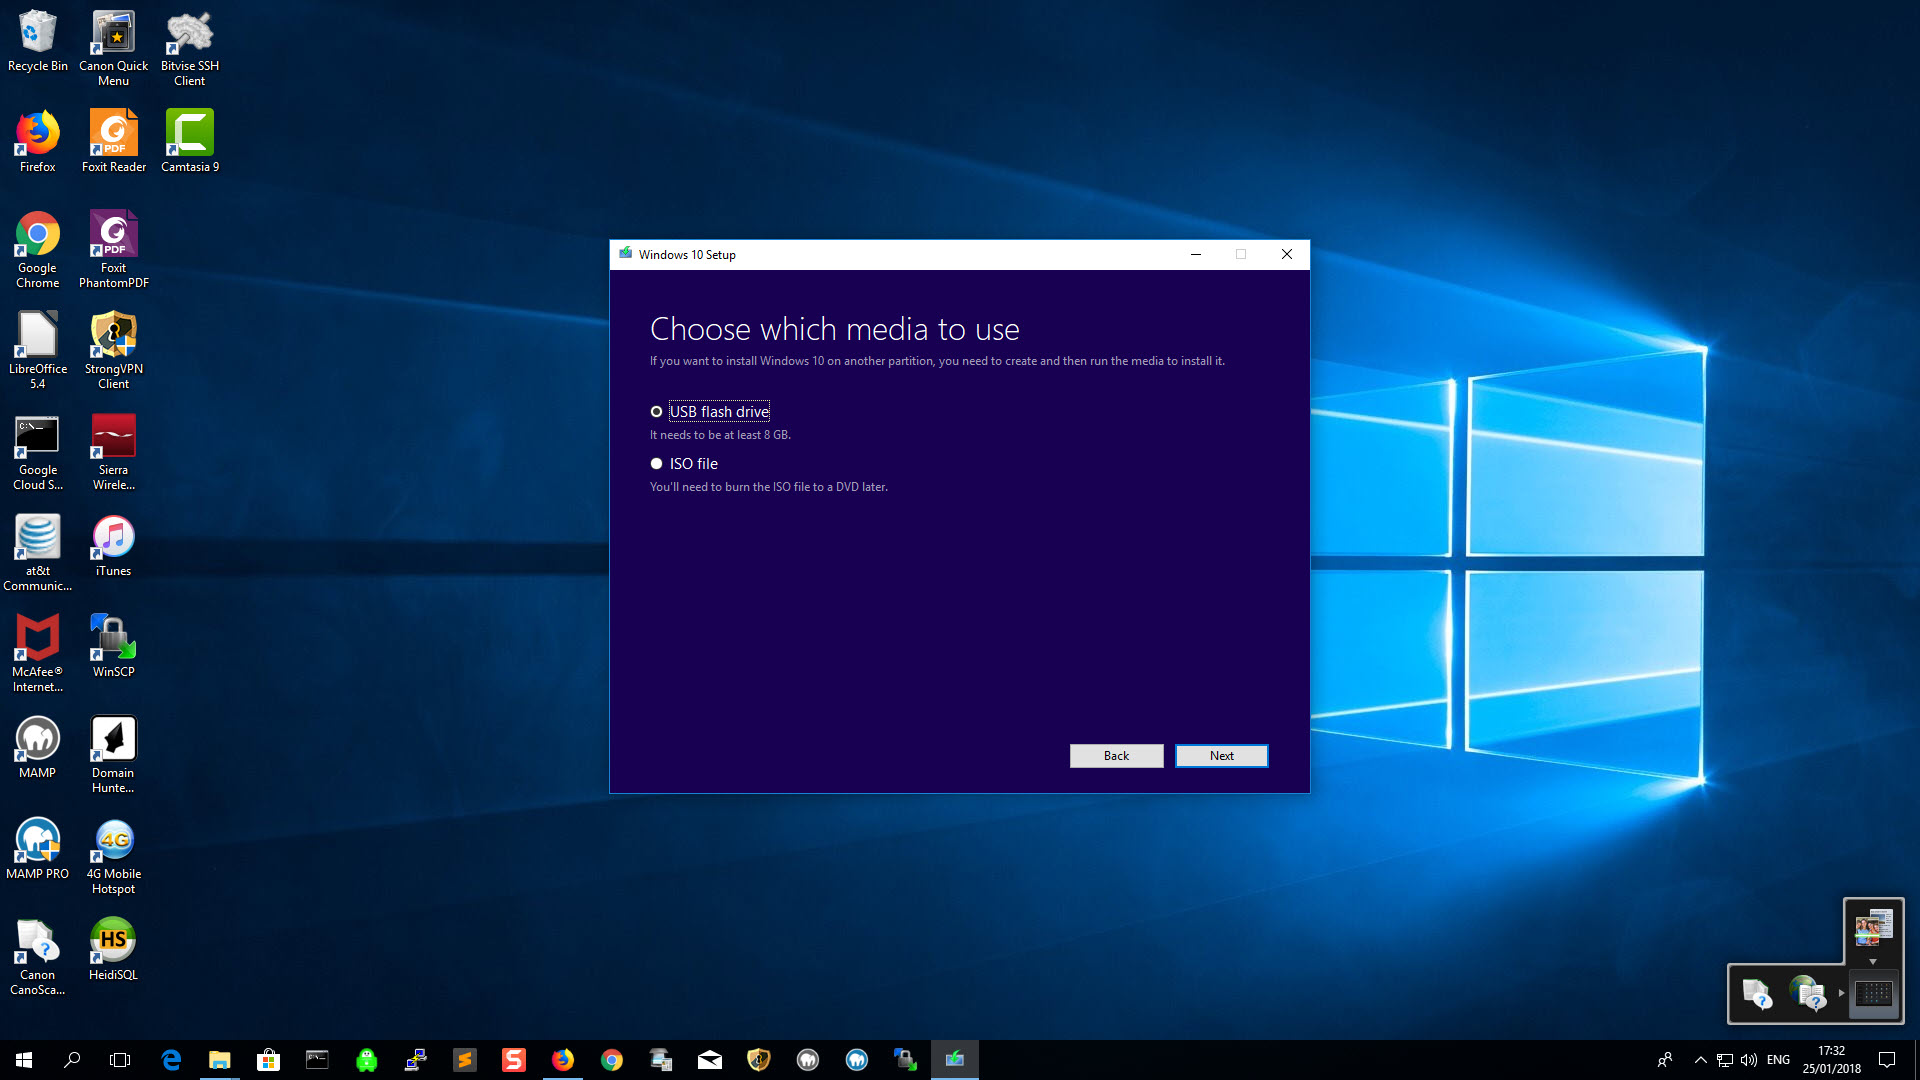 Recycle Bin
Canon Quick
Menu
Bitvise SSH
Client
Firefox
PDF
Foxit Reader
Camtasia 9
Google
Chrome
PDF
Foxit
PhantomPDF
LibreOffice
5.4
StrongVPN
Client
C:\_
Google
Cloud S...
Sierra
Wirele...
at&t
Communic...
iTunes
McAfee®
Internet...
WinSCP
MAMP
Domain
Hunte...
MAMP PRO
4G
4G Mobile
Hotspot
Canon
CanoSca...
HS
HeidiSQL
Windows 10 Setup
Choose which media to use
If you want to install Windows 10 on another partition, you need to create and then run the media to install it.
USB flash drive
It needs to be at least 8 GB.
ISO file
You'll need to burn the ISO file to a DVD later.
Back
Next
ENG
17:32
25/01/2018